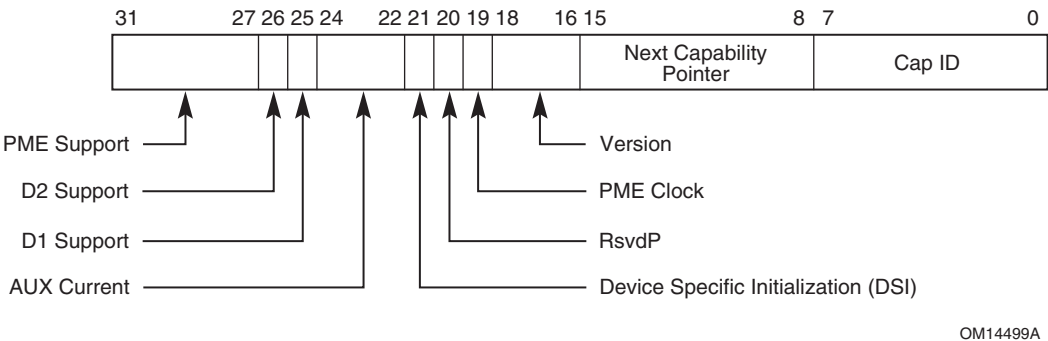 31 27 26 25 24 22 21 20 19 18 16 15 8 7 0
Next Capability
Pointer
Cap ID
PME Support
Version
D2 Support
PME Clock
D1 Support
RsvdP
AUX Current
Device Specific Initialization (DSI)
OM14499A